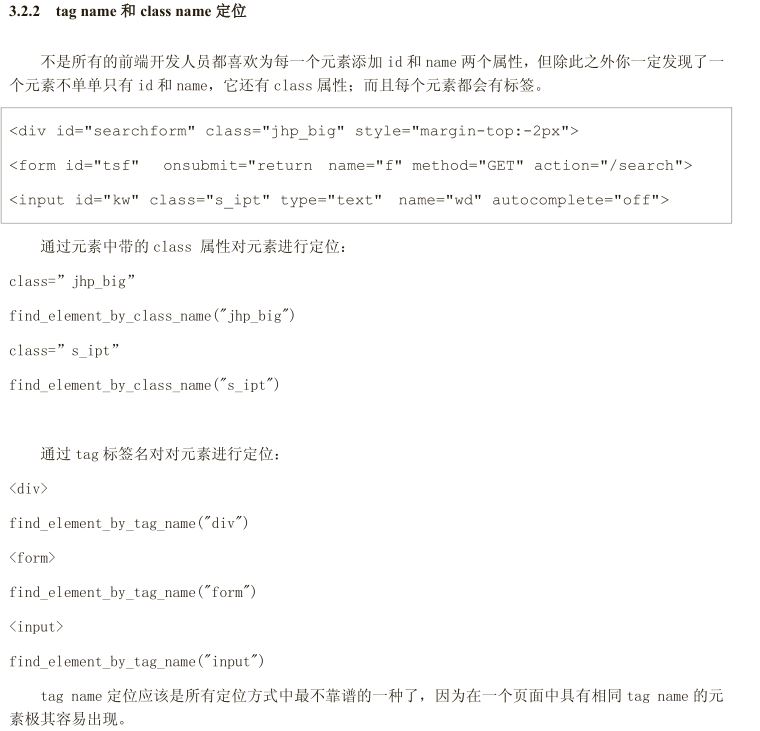 3.2.2 tag name 和 class name 定位
不是所有的前端开发人员都喜欢为每一个元素添加 id 和 name 两个属性，但除此之外你一定发现了一
个元素不单单只有 id 和 name，它还有 class 属性；而且每个元素都会有标签。
<div id="searchform" class="jhp_big" style="margin-top:-2px">
<form id="tsf" onsubmit="return name="f" method="GET" action="/search">
<input id="kw" class="s_ipt" type="text" name="wd" autocomplete="off">
通过元素中带的 class 属性对元素进行定位：
class=” jhp_big”
find_element_by_class_name("jhp_big")
class=” s_ipt”
find_element_by_class_name("s_ipt")
通过 tag 标签名对对元素进行定位：
<div>
find_element_by_tag_name("div")
<form>
find_element_by_tag_name("form")
<input>
find_element_by_tag_name("input")
tag name 定位应该是所有定位方式中最不靠谱的一种了，因为在一个页面中具有相同 tag name 的元
素极其容易出现。